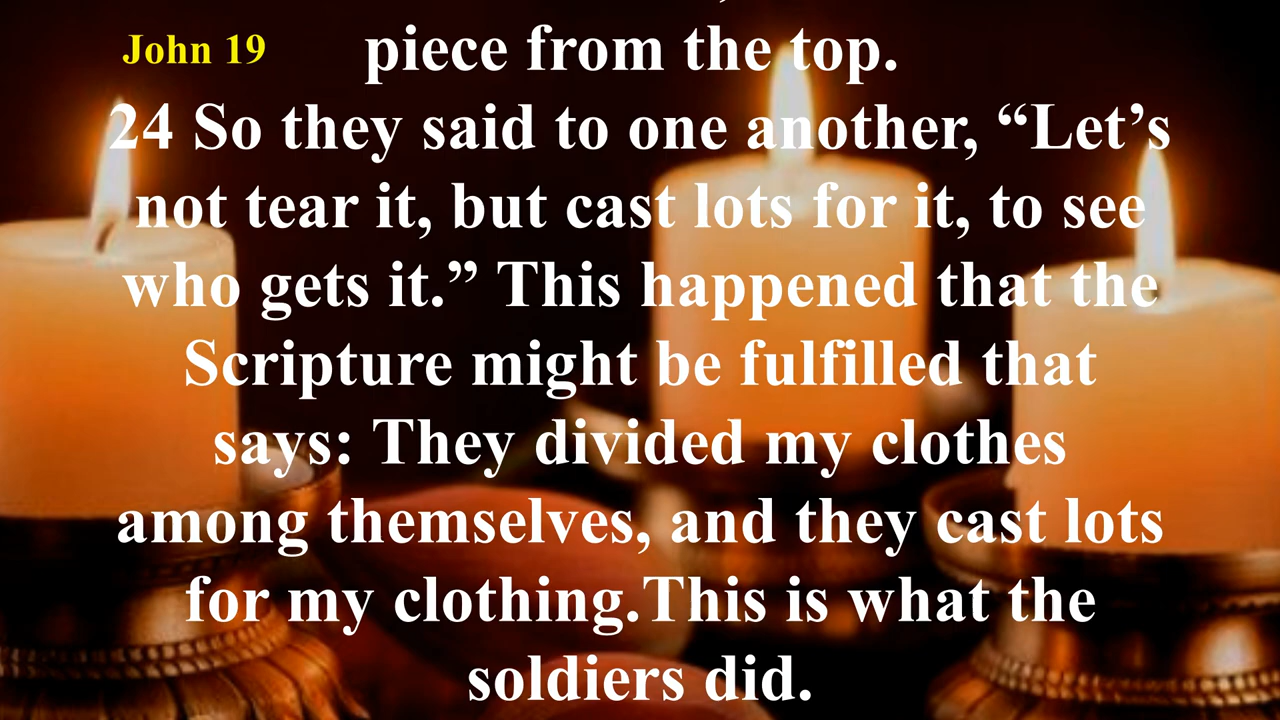 John 19
piece from the top.
24 So they said to one another, “Let’s
not tear it, but cast lots for it, to see
who gets it.” This happened that the
Scripture might be fulfilled that
says: They divided my clothes
among themselves, and they cast lots
for my clothing.This is what the
soldiers did.